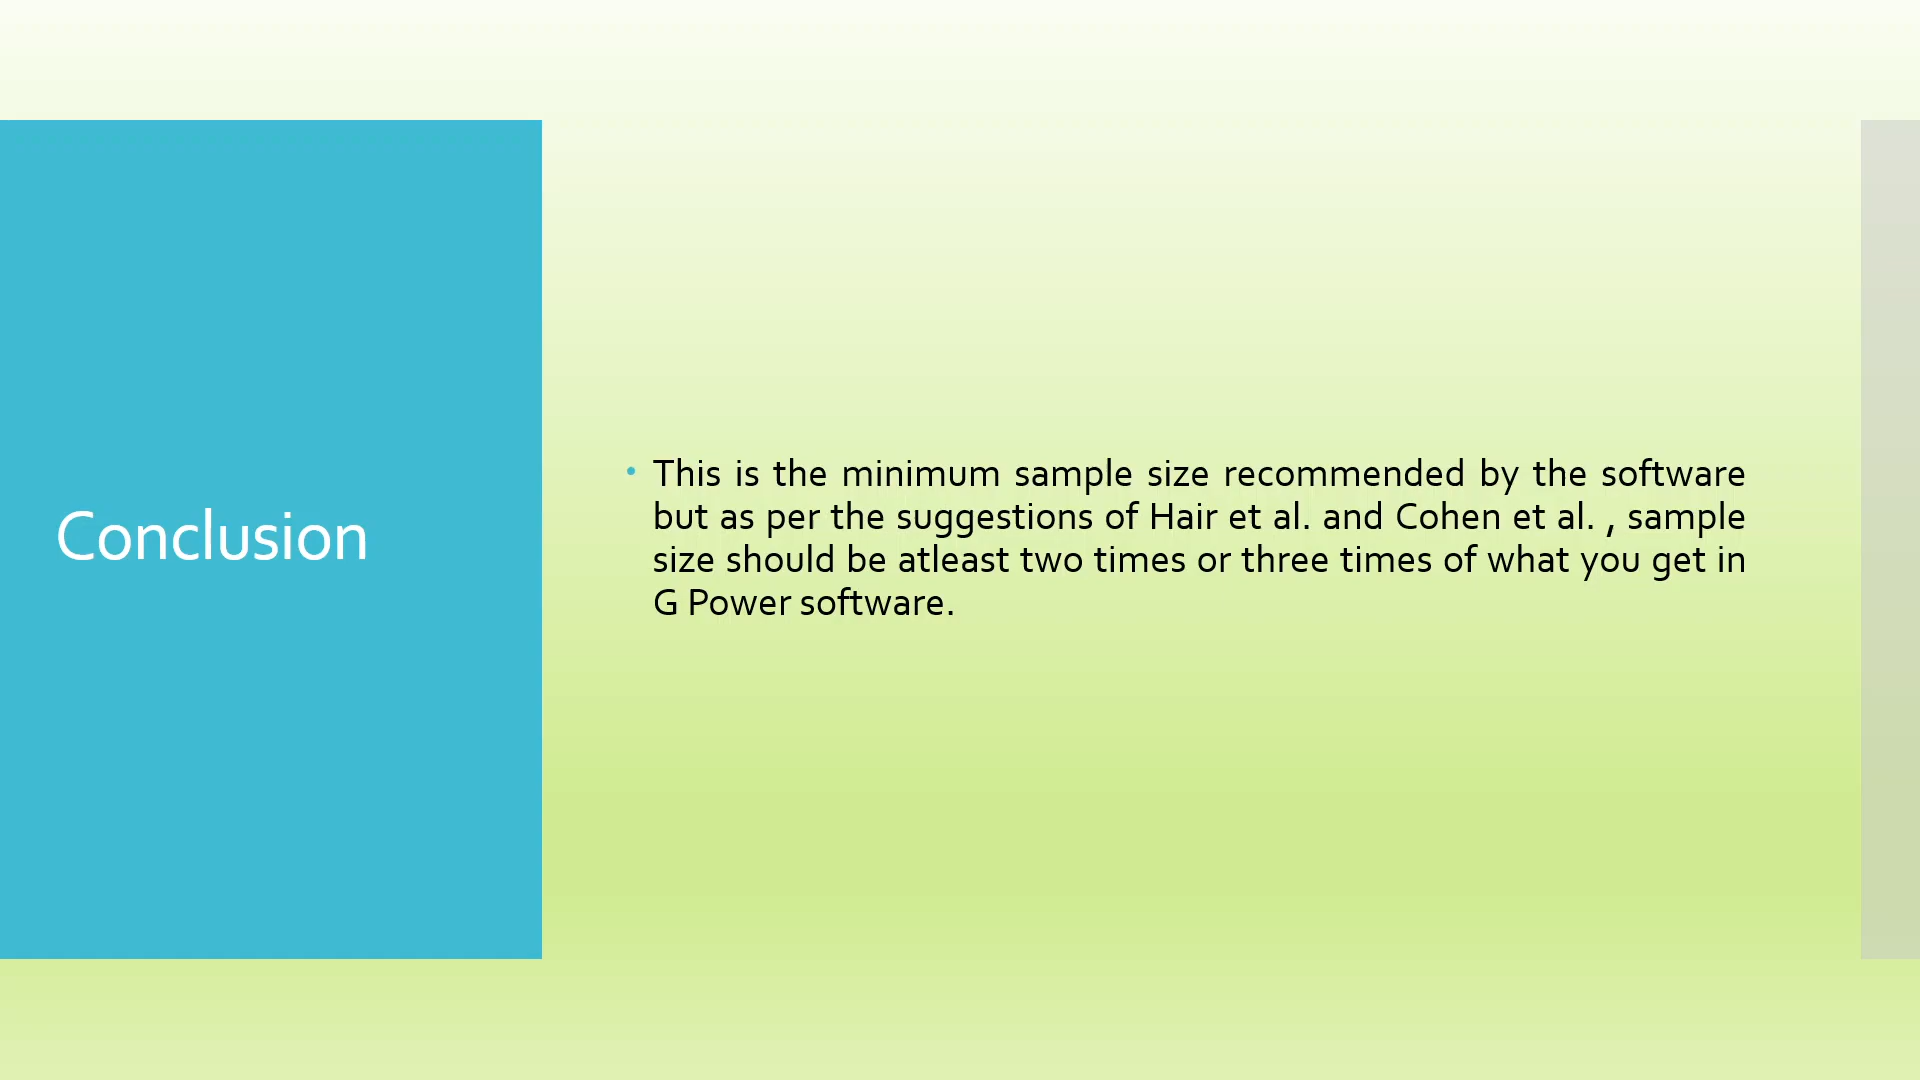 Conclusion
• This is the minimum sample size recommended by the software
but as per the suggestions of Hair et al. and Cohen et al. , sample
size should be atleast two times or three times of what you get in
G Power software.